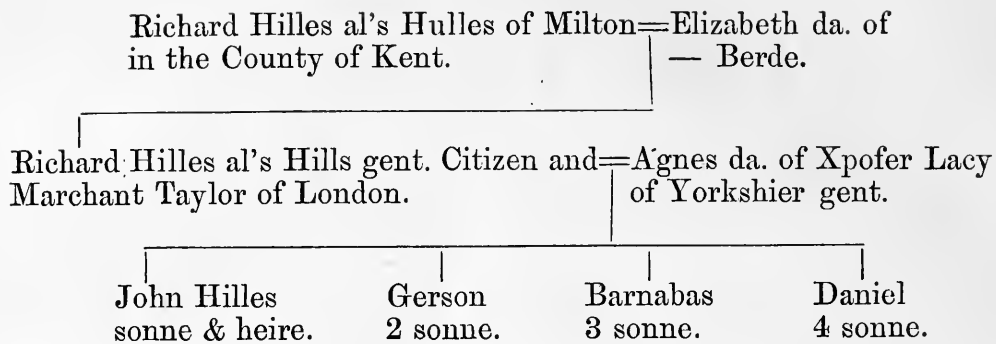 Richard Hilles al's Hulles of Milton=Elizabeth da. of
in the County of Kent. — Berde.
Richard Hilles al's Hills gent. Citizen and=Agnes da. of Xpofer Lacy
Marchant Taylor of London. of Yorkshier gent.
John Hilles Gerson Barnabas Daniel
sonne & heire. 2 sonne. 3 sonne. 4 sonne.